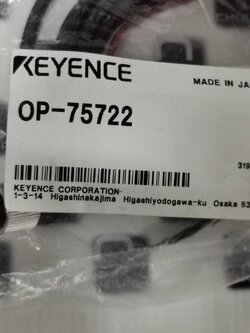 KEYENCE
MADE IN JA
OP-75722
319
KEYENCE CORPORATION
1-3-14 Higashinakajima Higashiyodogawa-ku Osaka 53